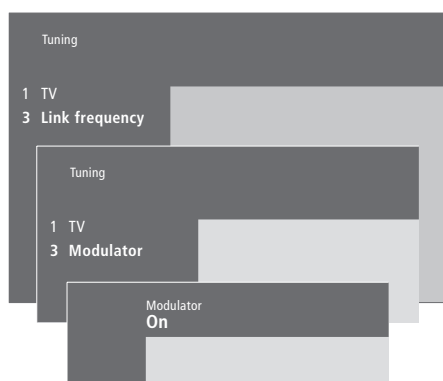 Tuning
1 TV
3 Link frequency
Tuning
1 TV
3 Modulator
Modulator
On